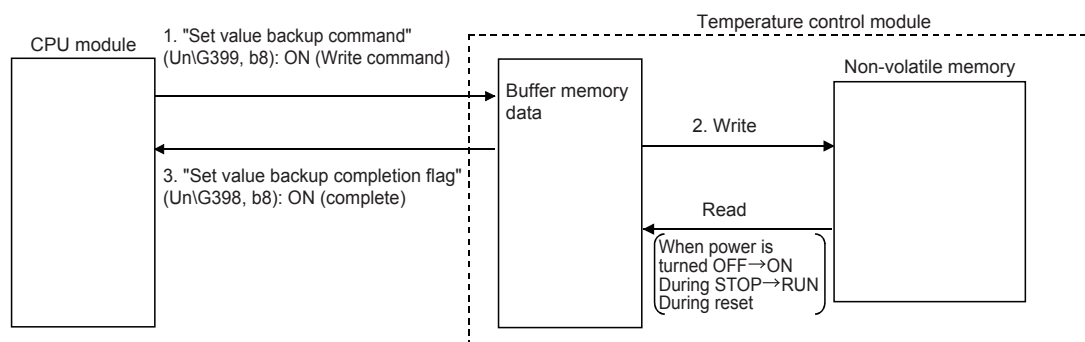 Temperature control module
CPU module
1. "Set value backup command"
(Un\G399, b8): ON (Write command)
Non-volatile memory
Buffer memory
data
2. Write
3. "Set value backup completion flag"
(Un\G398, b8): ON (complete)
Read
When power is
turned OFF→ON
During STOP→RUN
During reset